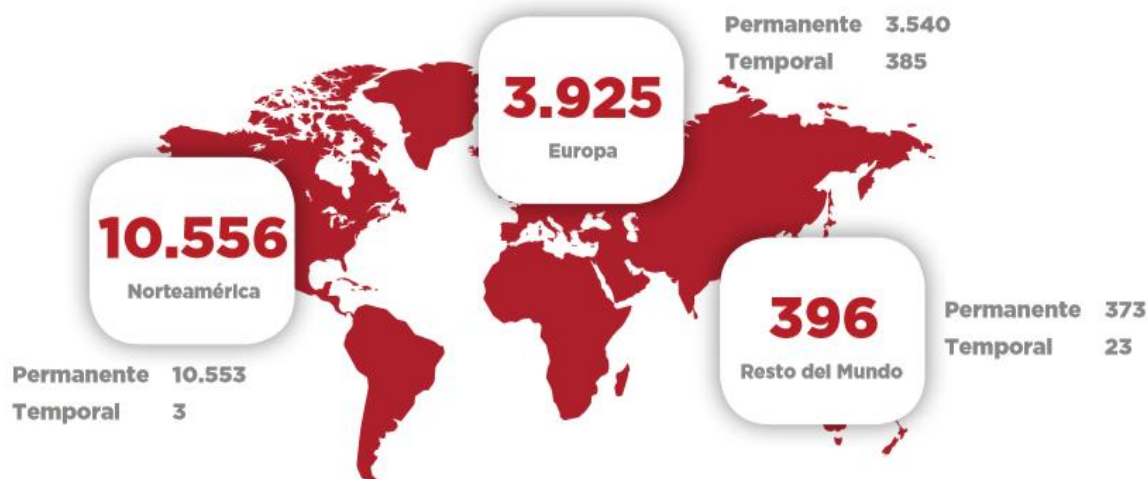 Permanente 3.540
Temporal 385
3.925
Europa
10.556
Norteamérica
Permanente 10.553
Temporal 3
396
Resto del Mundo
Permanente 373
Temporal 23